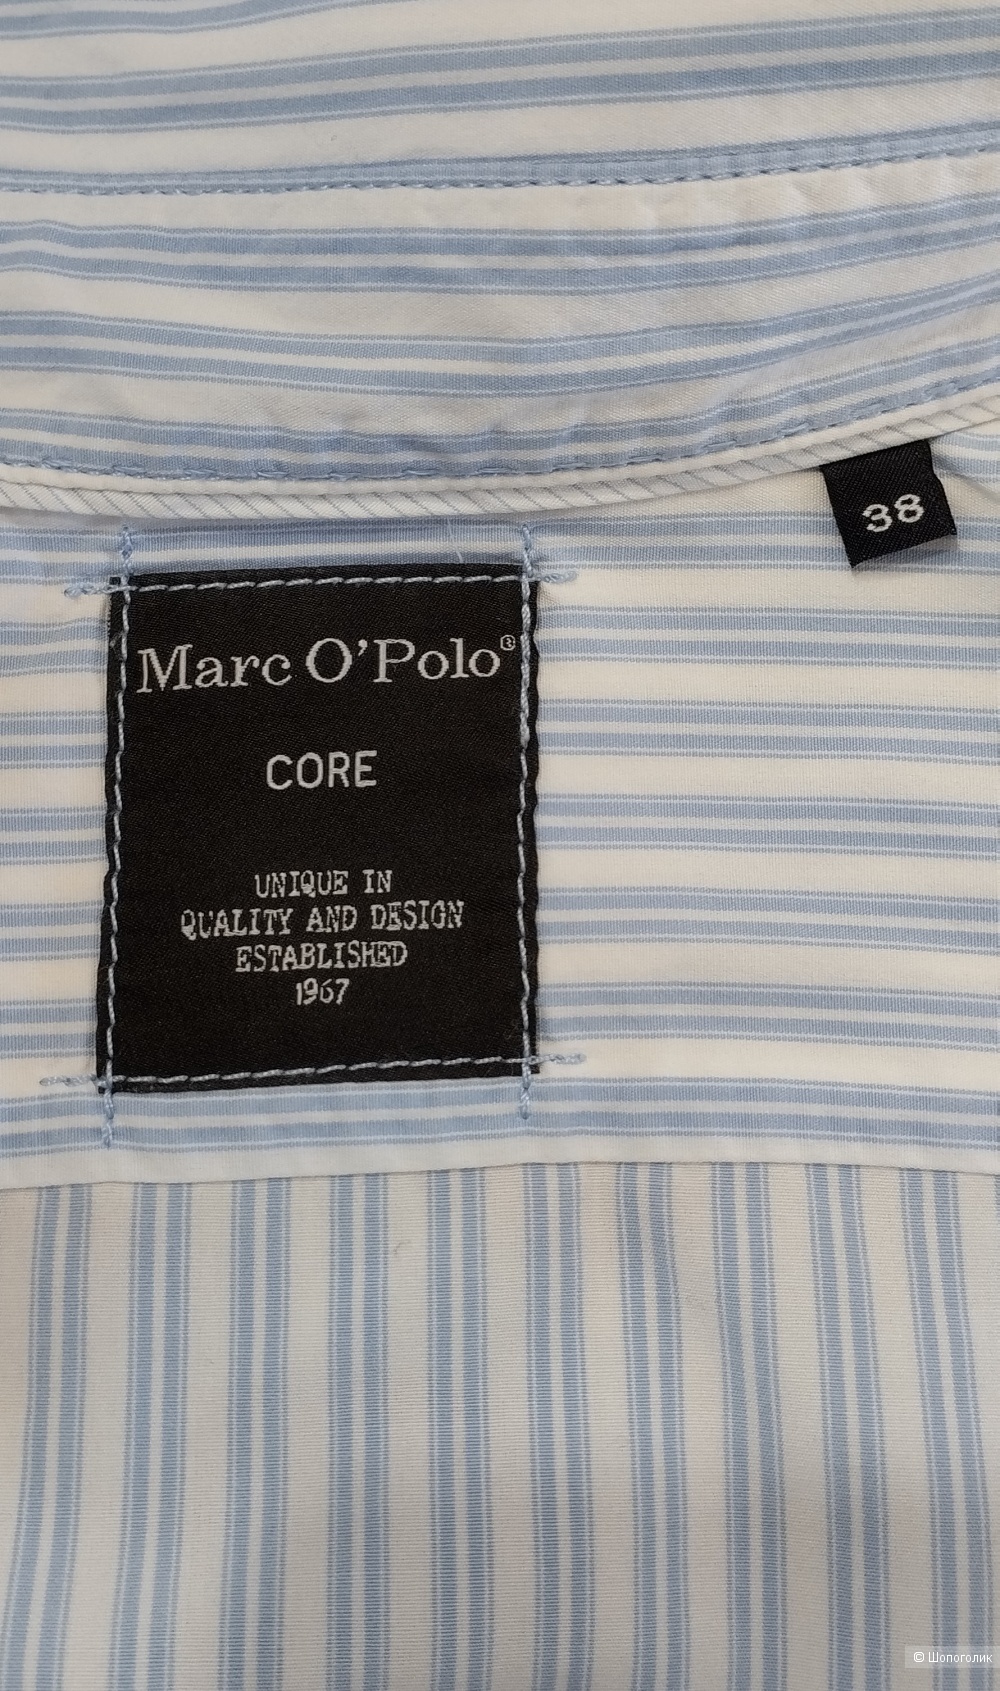 38
Marc O'Polo®
CORE
UNIQUE IN
QUALITY AND DESIGN
ESTABLISHED
1967
© Шопоголик